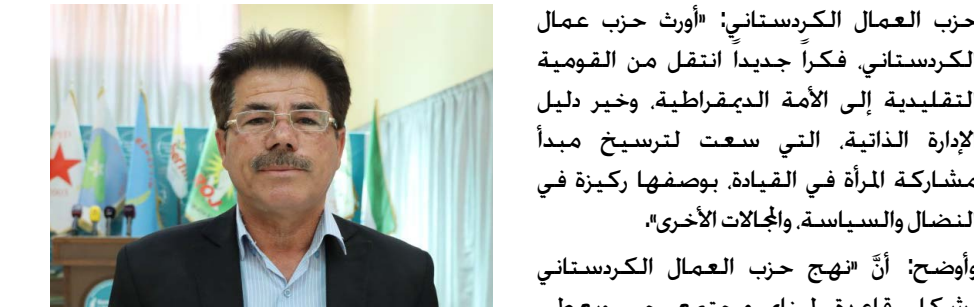 حزب العمال الكردستاني: "أورث حزب عمال
لكردستاني، فكراً جديداً انتقل من القومية
لتقليدية إلى الأمة الديمقراطية، وخير دليل
لإدارة الذاتية، التي سعت لترسيخ مبدأ
مشاركة المرأة في القيادة، بوصفها ركيزة في
لنضال والسياسة، والمجالات الأخرى".
وأوضح: أنَّ "نهج حزب العمال الكردستاني